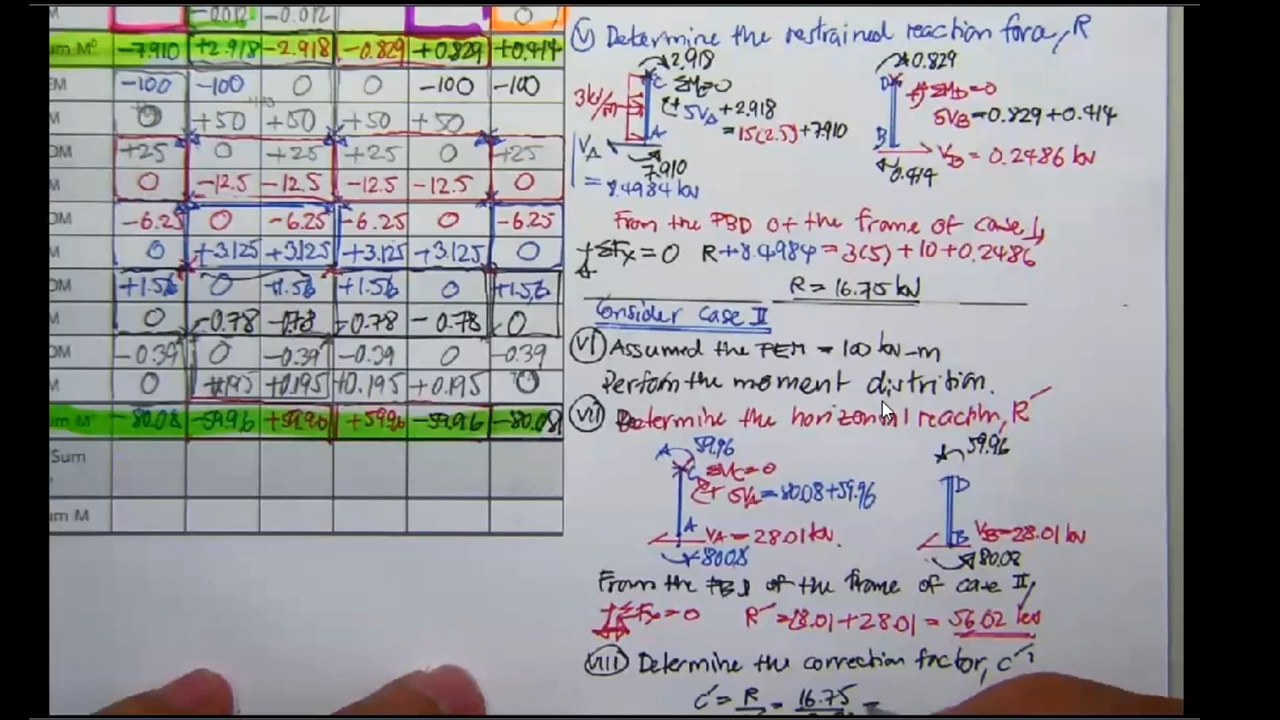 M -0.012 -0.012 0
um M° -7.910 +2.918 -2.918 -0.829 +0.829 +0.414
EM -100 -100 0 0 -100 -100
M 0 +50 +50 +50 +50
OM +25 0 +25 +25 0 +25
M 0 -12.5 -12.5 -12.5 -12.5 0
OM -6.25 0 -6.25 -6.25 0 -6.25
M 0 +3.125 +3.125 +3.125 +3.125 0
OM +1.56 0 +1.56 +1.56 0 +1.56
M 0 -0.78 -0.78 -0.78 -0.78 0
OM -0.39 0 -0.39 -0.39 0 -0.39
M 0 +0.195 +0.195 +0.195 0
um M' -80.08 -59.96 +59.96 +59.96 -59.96 -80.08
Sum
um M
(V) Determine the restrained reaction force, R
2.918
C ΣMc=0
3kN/m
5VA + 2.918
= 15(2.5) + 7.910
A
VA
7.910
= 8.4984 kN
0.829
D ΣMD=0
5VB = 0.829 + 0.414
B
VB = 0.2486 kN
0.414
From the FBD of the frame of case I,
ΣFx = 0 R + 8.4984 = 3(5) + 10 + 0.2486
R = 16.75 kN
Consider case II
(VI) Assumed the FEM = 100 kN-m
Perform the moment distrition.
(VII) Determine the horizontal reaction, R'
A 59.96
C ΣMc=0
5VA = 80.08 + 59.96
A VA = 28.01 kN.
80.08
59.96
D
B VB = 28.01 kN
80.08
From the FBD of the frame of case II,
ΣFx = 0 R' = 28.01 + 28.01 = 56.02 kN
(VIII) Determine the correction factor, C'
C' = R = 16.75 =